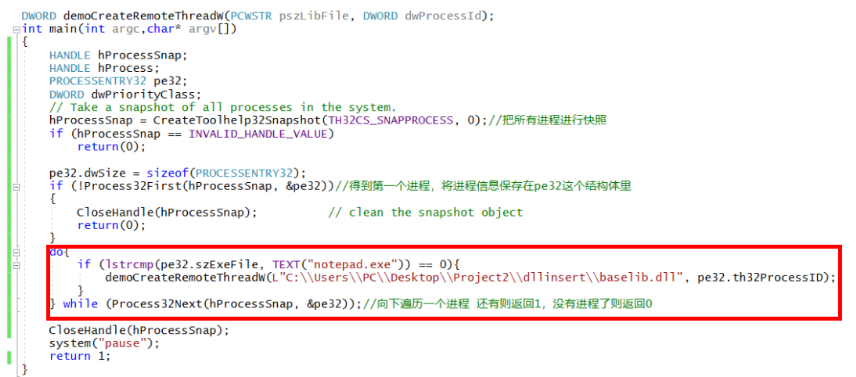 DWORD demoCreateRemoteThreadW(PCWSTR pszLibFile, DWORD dwProcessId);
int main(int argc,char* argv[])
{
    HANDLE hProcessSnap;
    HANDLE hProcess;
    PROCESSENTRY32 pe32;
    DWORD dwPriorityClass;
    // Take a snapshot of all processes in the system.
    hProcessSnap = CreateToolhelp32Snapshot(TH32CS_SNAPPROCESS, 0);//把所有进程进行快照
    if (hProcessSnap == INVALID_HANDLE_VALUE)
        return(0);
    pe32.dwSize = sizeof(PROCESSENTRY32);
    if (!Process32First(hProcessSnap, &pe32))//得到第一个进程，将进程信息保存在pe32这个结构体里
    {
        CloseHandle(hProcessSnap);          // clean the snapshot object
        return(0);
    }
    do{
        if (lstrcmp(pe32.szExeFile, TEXT("notepad.exe")) == 0){
            demoCreateRemoteThreadW(L"C:\\Users\\PC\\Desktop\\Project2\\dllinsert\\baselib.dll", pe32.th32ProcessID);
        }
    } while (Process32Next(hProcessSnap, &pe32));//向下遍历一个进程 还有则返回1，没有进程了则返回0
    CloseHandle(hProcessSnap);
    system("pause");
    return 1;
}